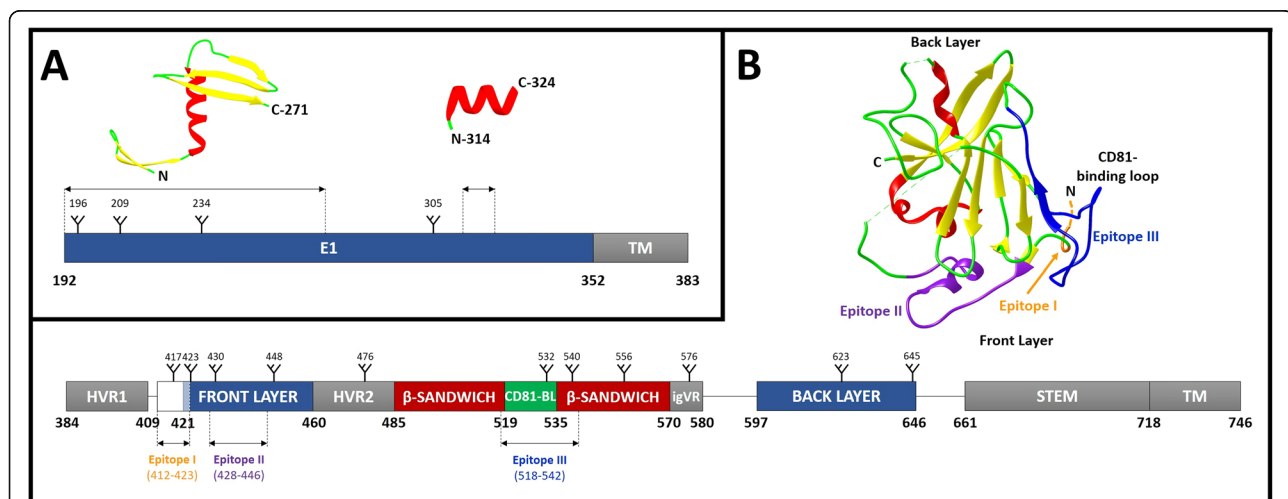 A
C-271
N
C-324
N-314
196 209 234 305
E1 TM
192 352 383
B
Back Layer
C
CD81-
binding loop
N
Epitope III
Epitope II
Epitope I
Front Layer
417 423 430 448 476 532 540 556 576 623 645
HVR1 FRONT LAYER HVR2 β-SANDWICH CD81-BL β-SANDWICH igVR BACK LAYER STEM TM
384 409 421 460 485 519 535 570 580 597 646 661 718 746
Epitope I Epitope II Epitope III
(412-423) (428-446) (518-542)